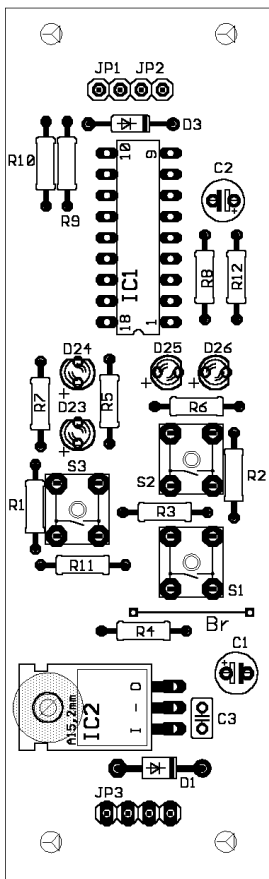 JP1 JP2
D3
R10
R9
10 9
IC1
18 1
C2
R8 R12
D24
D25 D26
+
+ +
R7
R5
D23
+
R6
S3
S2
R2
R1
R3
R11
S1
Br
R4
C1
+
A15,2mm
IC2
O
-
I
C3
D1
JP3